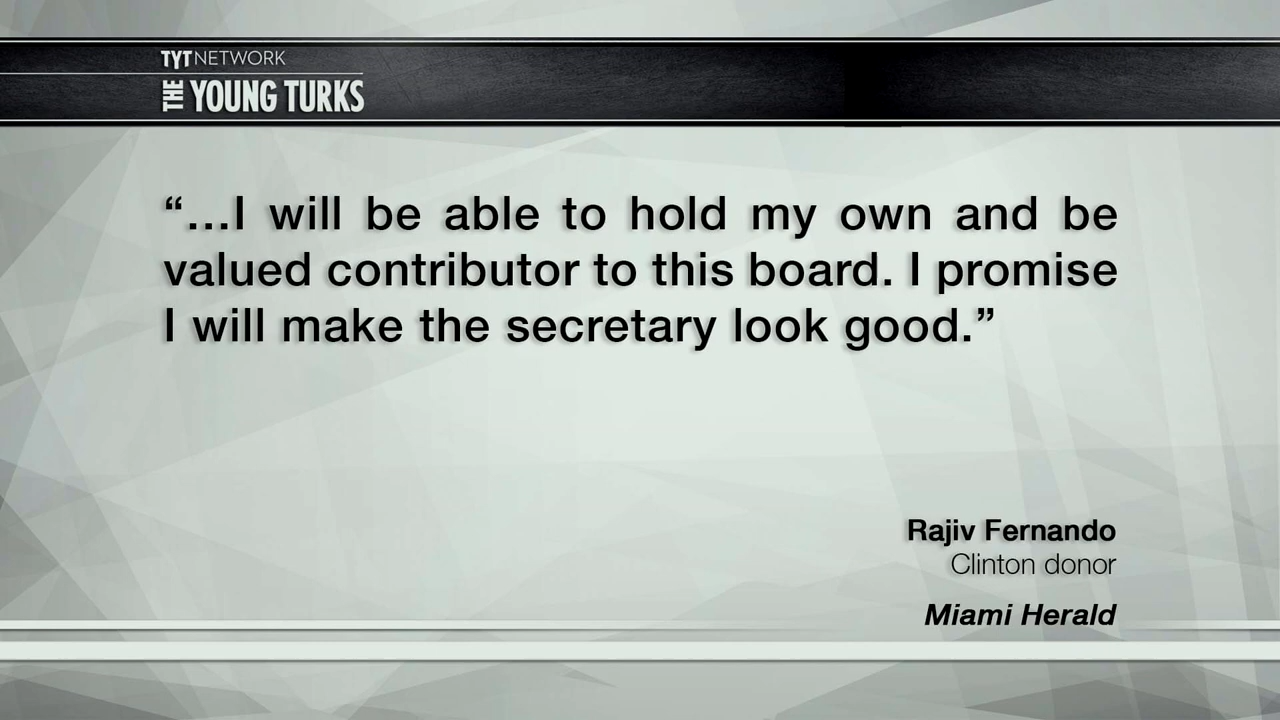 TYT NETWORK
THE YOUNG TURKS
“...I will be able to hold my own and be
valued contributor to this board. I promise
I will make the secretary look good.”
Rajiv Fernando
Clinton donor
Miami Herald